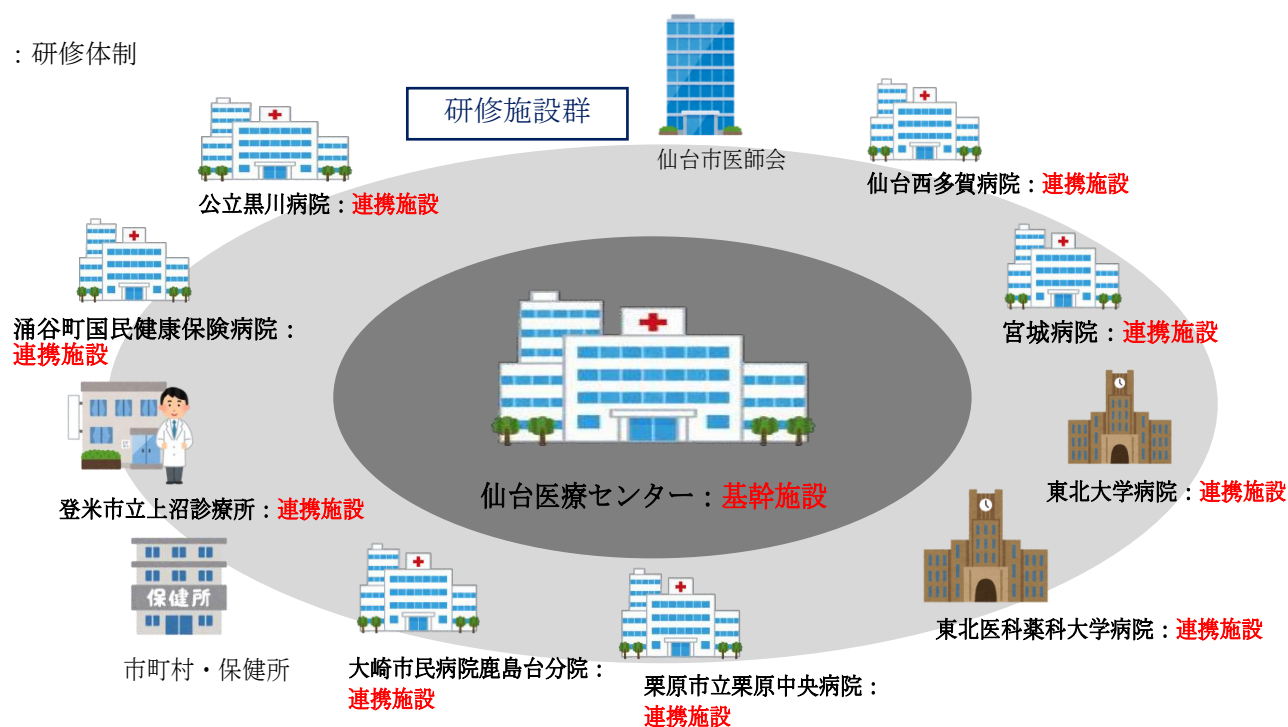 ：研修体制
研修施設群
仙台市医師会
仙台西多賀病院：連携施設
公立黒川病院：連携施設
宮城病院：連携施設
涌谷町国民健康保険病院：
連携施設
仙台医療センター：基幹施設
東北大学病院：連携施設
登米市立上沼診療所：連携施設
保健所
市町村・保健所
東北医科薬科大学病院：連携施設
大崎市民病院鹿島台分院：
連携施設
栗原市立栗原中央病院：
連携施設